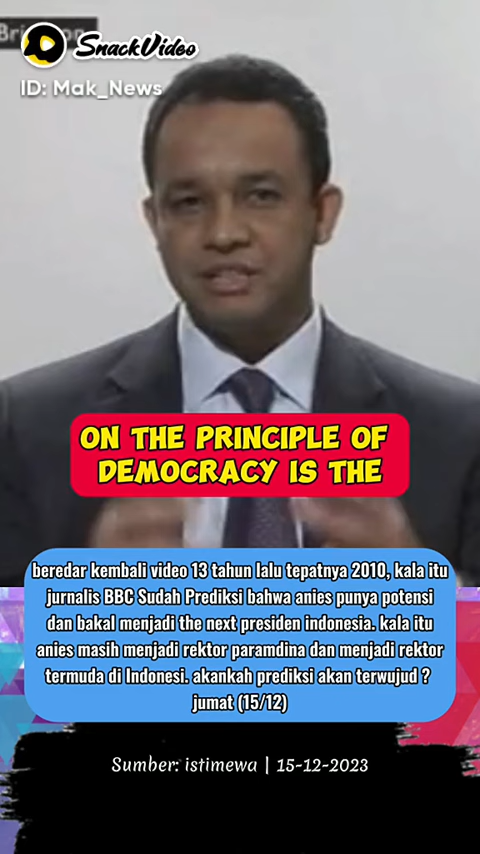 SnackVideo
ID: Mak_News
ON THE PRINCIPLE OF
DEMOCRACY IS THE
beredar kembali video 13 tahun lalu tepatnya 2010, kala itu
jurnalis BBC Sudah Prediksi bahwa anies punya potensi
dan bakal menjadi the next presiden indonesia. kala itu
anies masih menjadi rektor paramdina dan menjadi rektor
termuda di Indonesi. akankah prediksi akan terwujud ?
jumat (15/12)
Sumber: istimewa | 15-12-2023